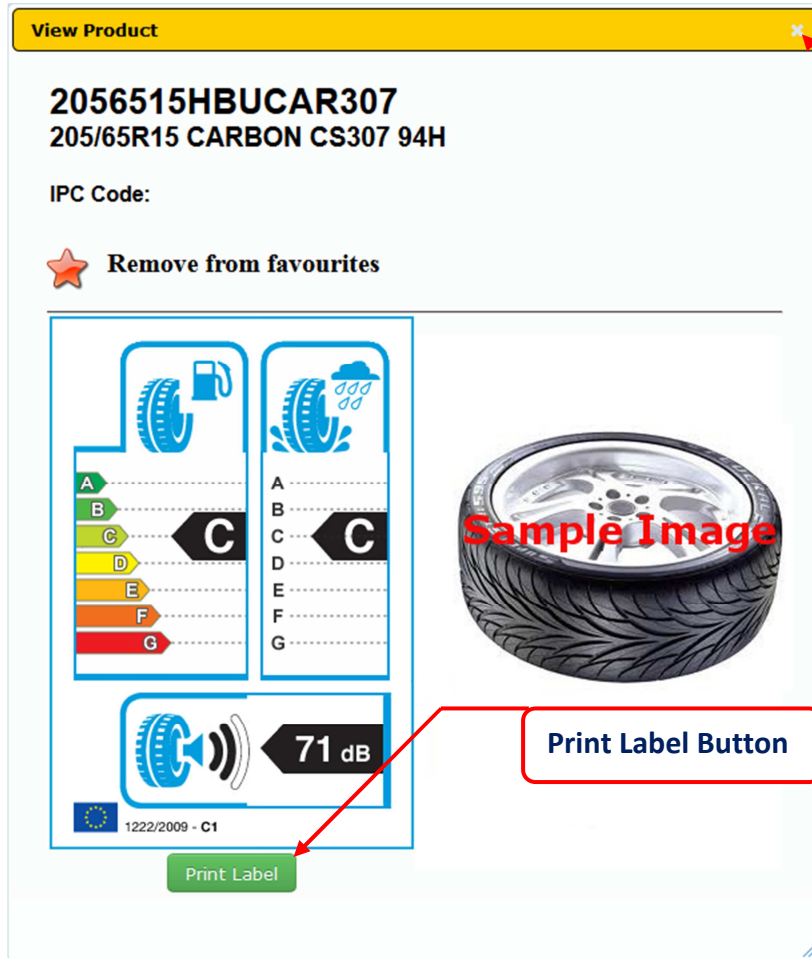 View Product
2056515HBUCAR307
205/65R15 CARBON CS307 94H
IPC Code:
Remove from favourites
A
B
C
D
E
F
G
C
A
B
C
D
E
F
G
C
Sample Image
71 dB
Print Label Button
1222/2009 - C1
Print Label